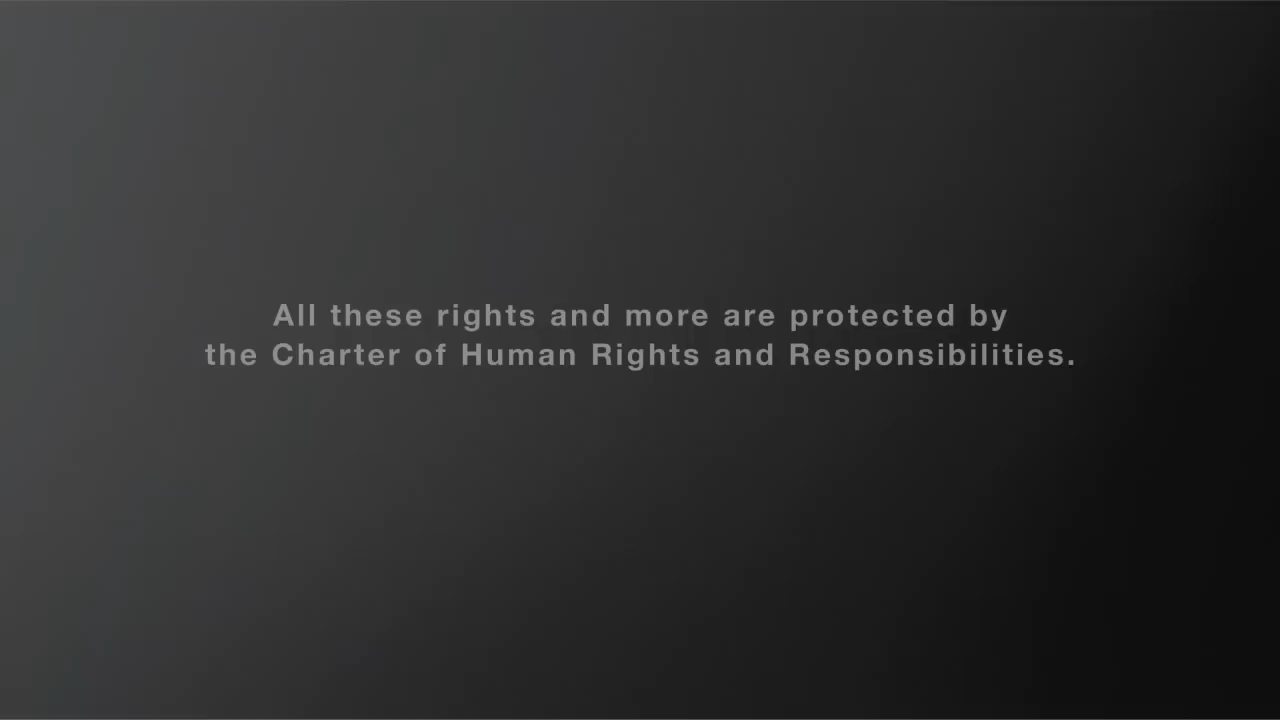 All these rights and more are protected by
the Charter of Human Rights and Responsibilities.